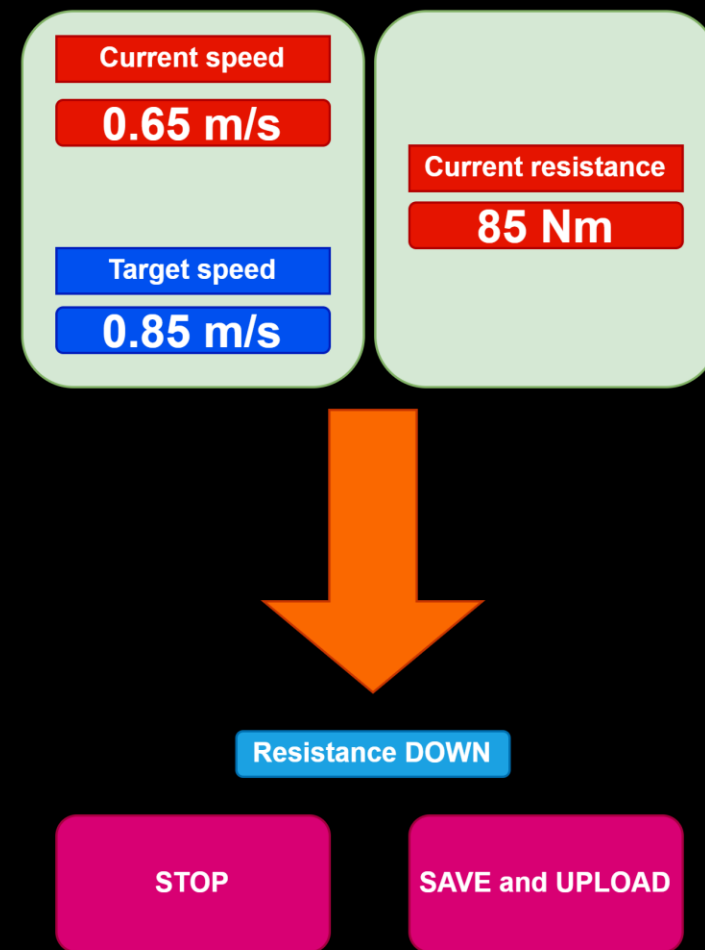 Current speed
0.65 m/s
Target speed
0.85 m/s
Current resistance
85 Nm
Resistance DOWN
STOP
SAVE and UPLOAD